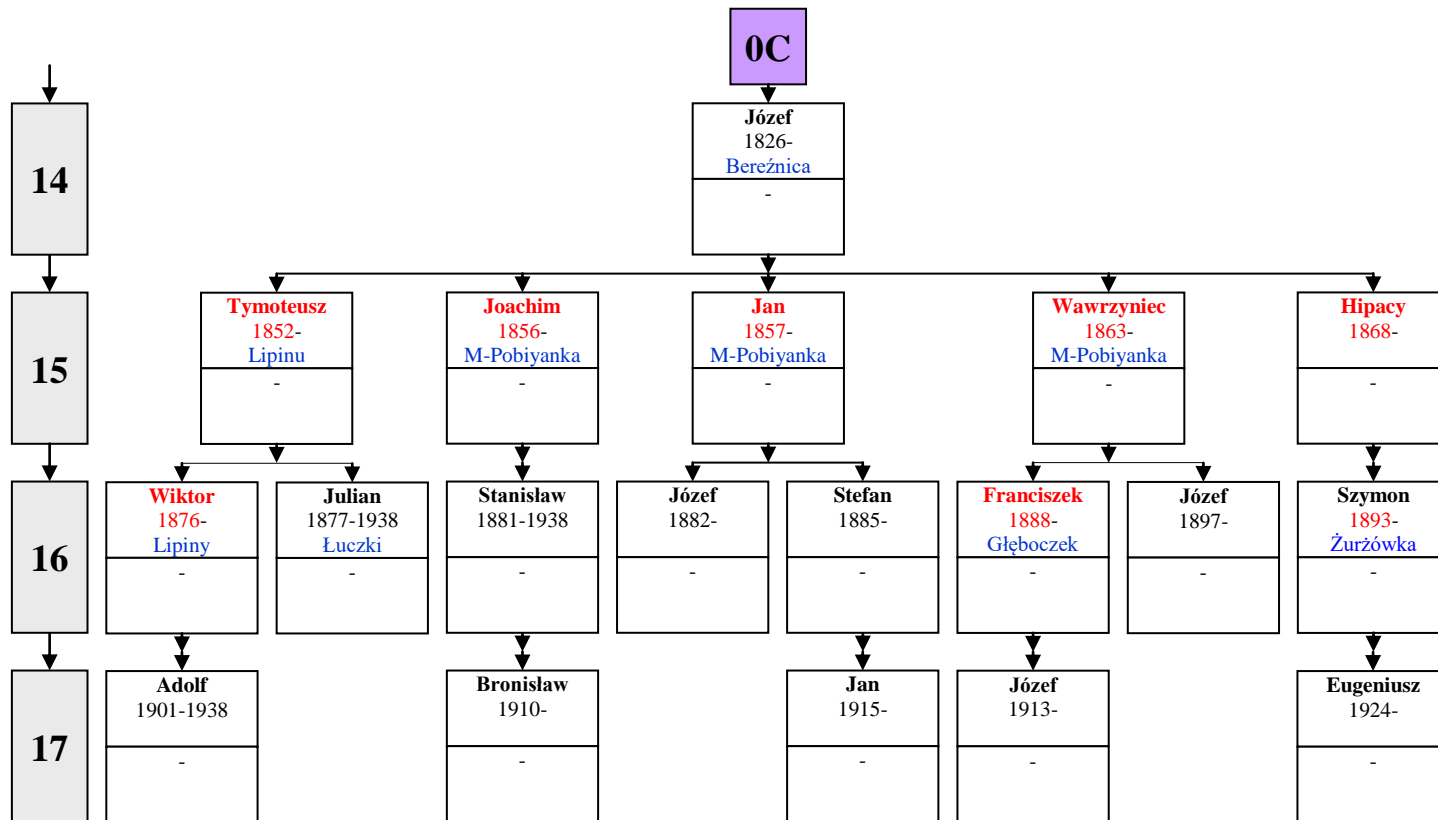 0C
14
Józef
1826-
Bereźnica
-
15
Tymoteusz
1852-
Lipinu
-
Joachim
1856-
M-Pobiyanka
-
Jan
1857-
M-Pobiyanka
-
Wawrzyniec
1863-
M-Pobiyanka
-
Hipacy
1868-
-
16
Wiktor
1876-
Lipiny
-
Julian
1877-1938
Łuczki
-
Stanisław
1881-1938
-
Józef
1882-
-
Stefan
1885-
-
Franciszek
1888-
Głęboczek
-
Józef
1897-
-
Szymon
1893-
Żurżówka
-
17
Adolf
1901-1938
-
Bronisław
1910-
-
Jan
1915-
-
Józef
1913-
-
Eugeniusz
1924-
-